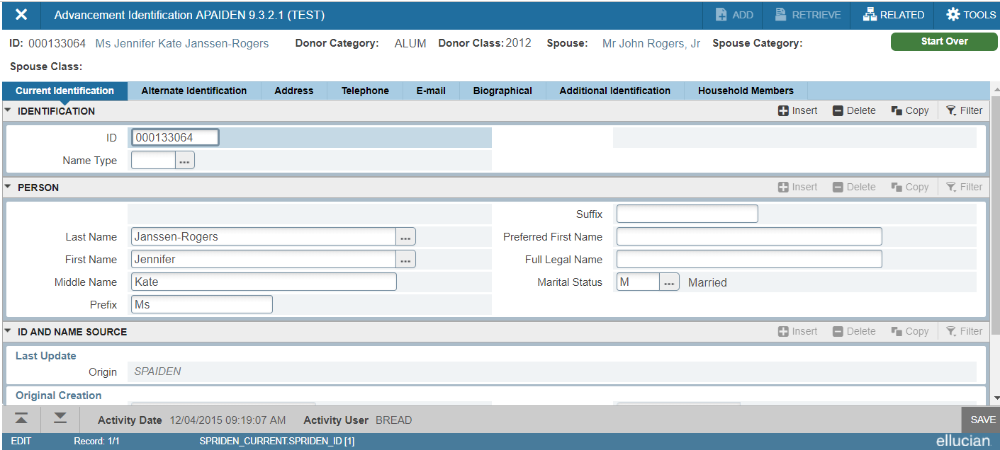 Advancement Identification APAIDEN 9.3.2.1 (TEST) ADD RETRIEVE RELATED TOOLS
ID: 000133064 Ms Jennifer Kate Janssen-Rogers Donor Category: ALUM Donor Class: 2012 Spouse: Mr John Rogers, Jr Spouse Category: Start Over
Spouse Class:
Current Identification Alternate Identification Address Telephone E-mail Biographical Additional Identification Household Members
IDENTIFICATION Insert Delete Copy Filter
ID 000133064
Name Type ...
PERSON Insert Delete Copy Filter
Suffix
Last Name Janssen-Rogers ... Preferred First Name
First Name Jennifer ... Full Legal Name
Middle Name Kate Marital Status M ... Married
Prefix Ms
ID AND NAME SOURCE Insert Delete Copy Filter
Last Update
Origin SPAIDEN
Original Creation
Activity Date 12/04/2015 09:19:07 AM Activity User BREAD SAVE
EDIT Record: 1/1 SPRIDEN_CURRENT.SPRIDEN_ID [1] ellucian